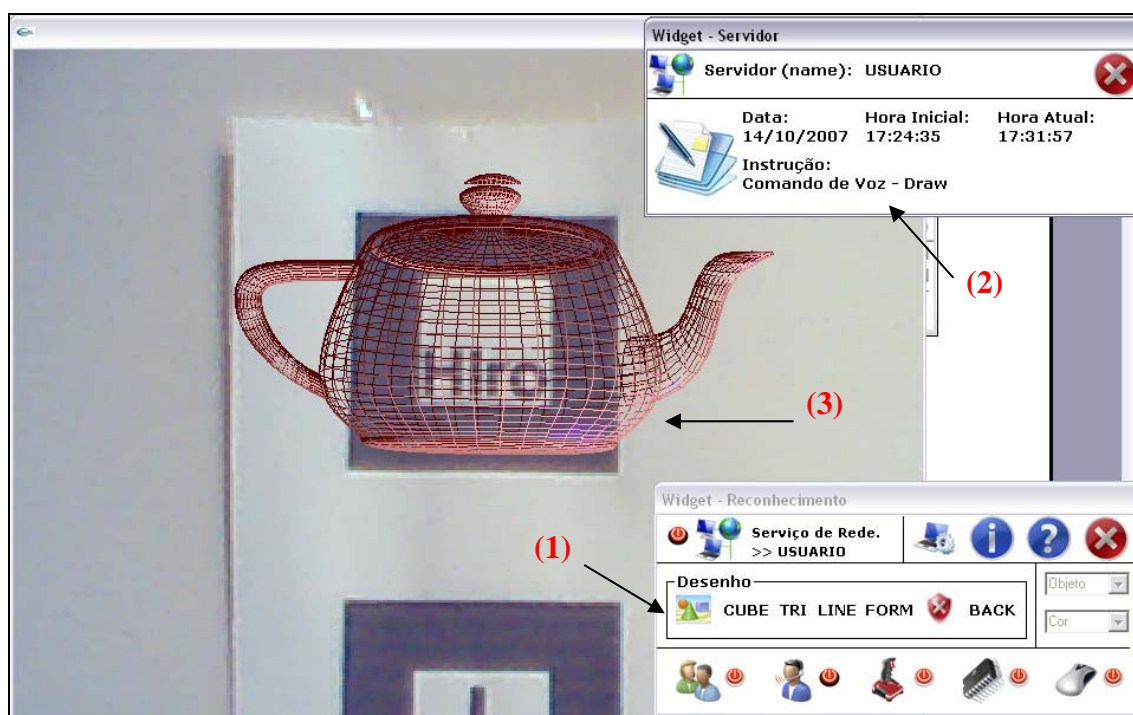 Widget - Servidor
Servidor (name): USUARIO
Data: Hora Inicial: Hora Atual:
14/10/2007 17:24:35 17:31:57
Instrução:
Comando de Voz - Draw
(2)
Hiro
(3)
Widget - Reconhecimento
Serviço de Rede.
>> USUARIO
(1)
Desenho
CUBE TRI LINE FORM BACK
Objeto
Cor